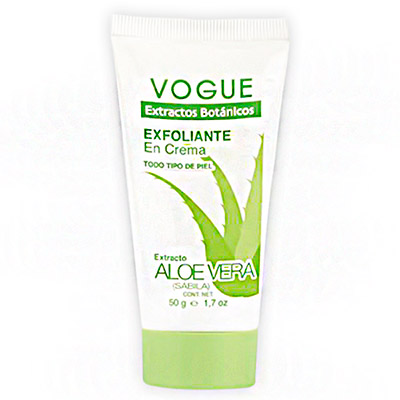 VOGUE
Extractos Botánicos
EXFOLIANTE
En Crema
TODO TIPO DE PIEL
Extracto
ALOE VERA
(SÁBILA)
CONT. NET.
50 g e 1,7 oz